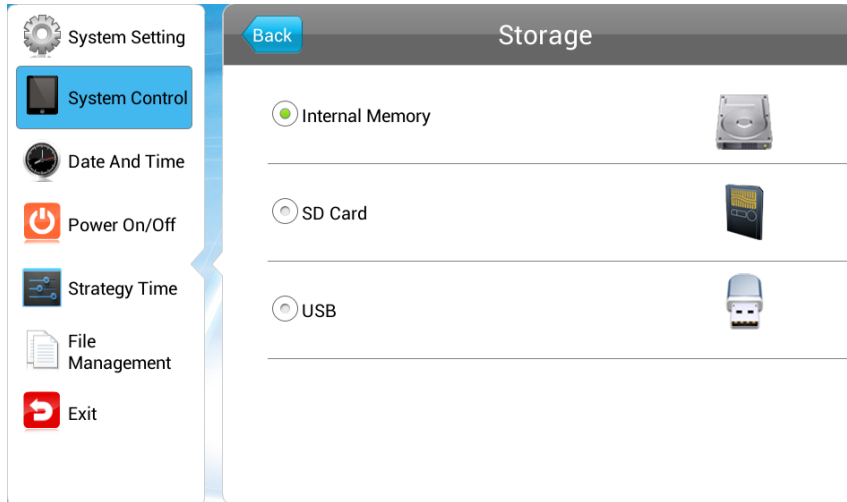 System Setting
System Control
Date And Time
Power On/Off
Strategy Time
File
Management
Exit
Back
Storage
Internal Memory
SD Card
USB